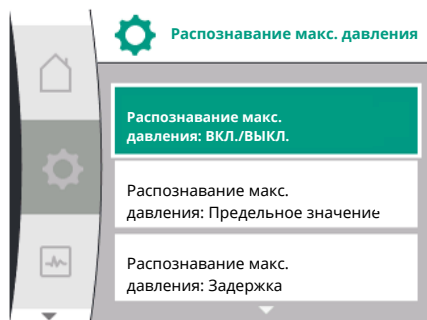 Распознавание макс. давления
Распознавание макс.
давления: ВКЛ./ВЫКЛ.
Распознавание макс.
давления: Предельное значение
Распознавание макс.
давления: Задержка